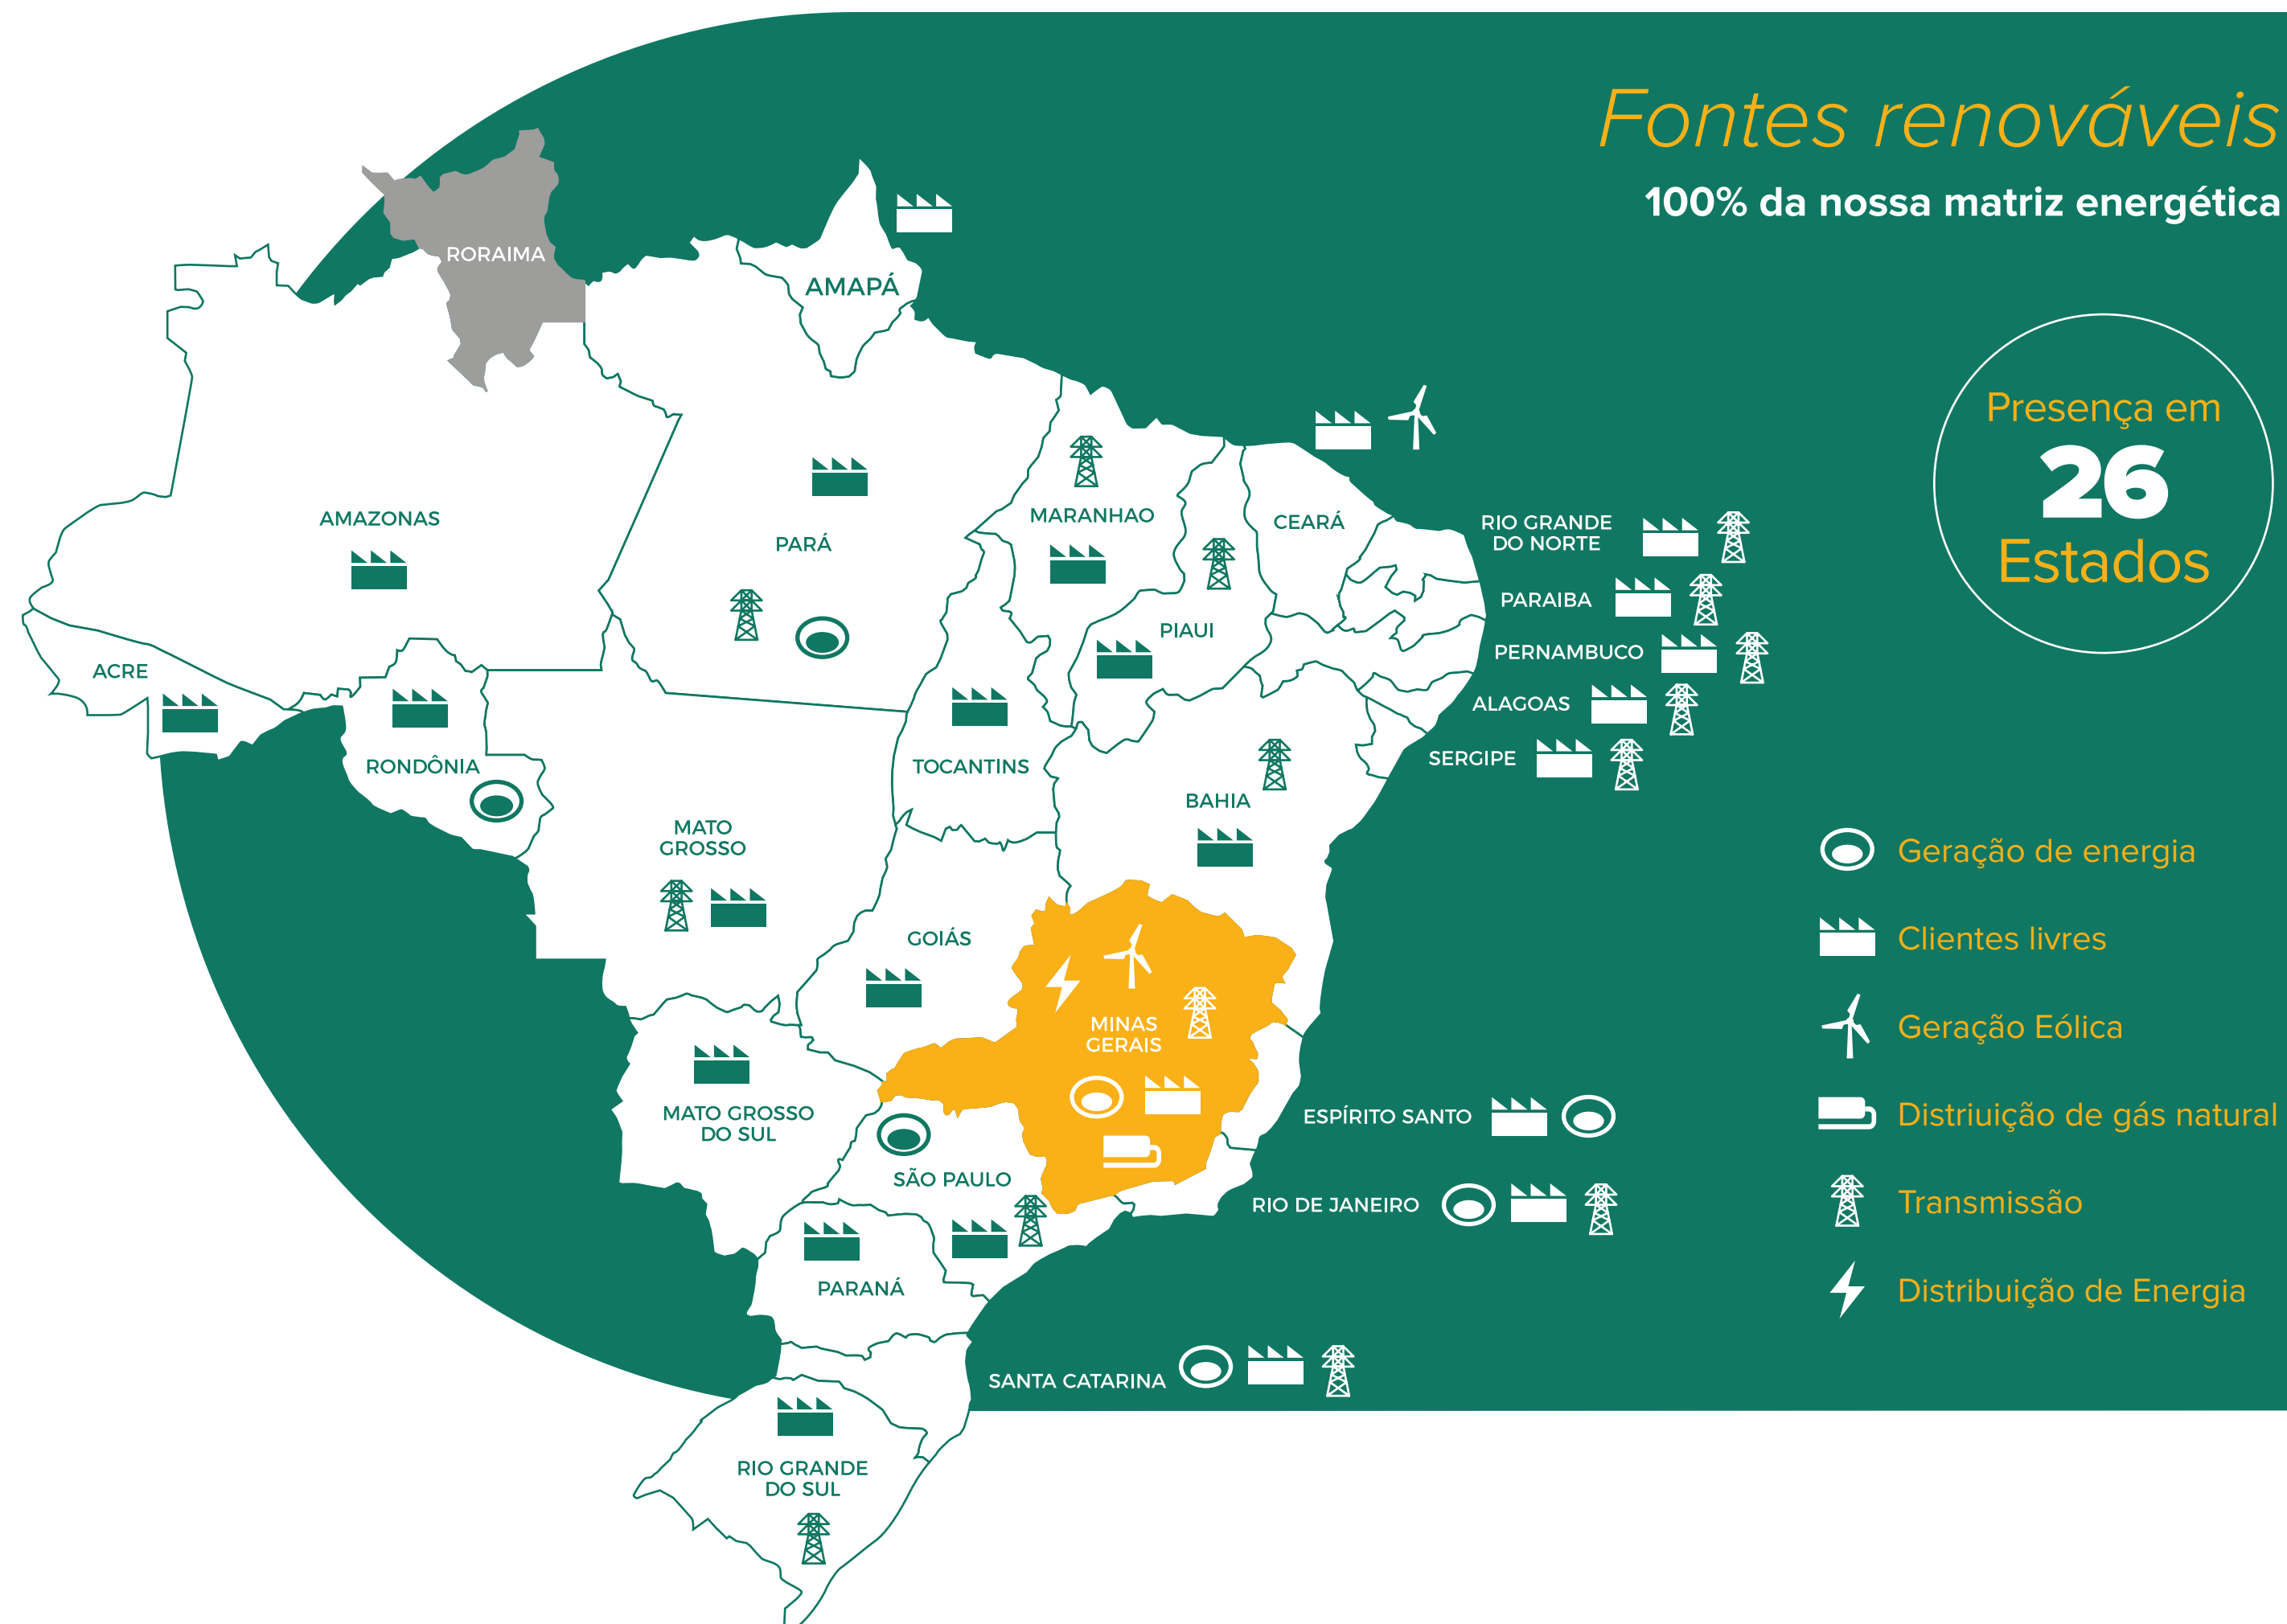 Fontes renováveis
100% da nossa matriz energética
RORAIMA
AMAPÁ
Presença em
26
Estados
AMAZONAS
PARÁ
MARANHAO
CEARÁ
RIO GRANDE
DO NORTE
PARAIBA
PIAUI
PERNAMBUCO
ACRE
ALAGOAS
SERGIPE
RONDÔNIA
TOCANTINS
BAHIA
MATO
GROSSO
GOIÁS
MINAS
GERAIS
MATO GROSSO
DO SUL
ESPÍRITO SANTO
SÃO PAULO
RIO DE JANEIRO
PARANÁ
SANTA CATARINA
RIO GRANDE
DO SUL
Geração de energia
Clientes livres
Geração Eólica
Distriuição de gás natural
Transmissão
Distribuição de Energia